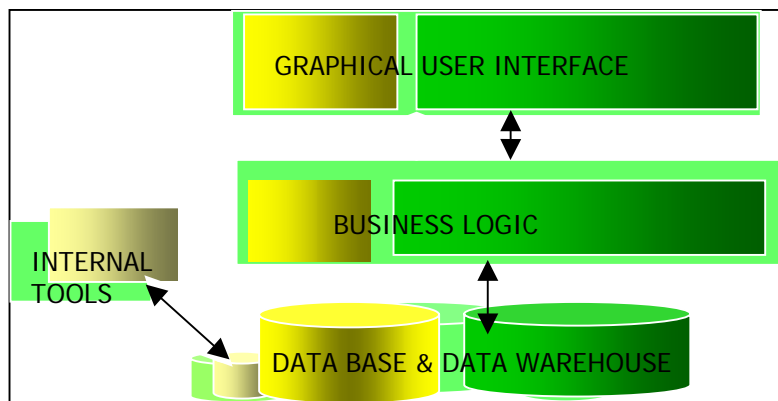 GRAPHICAL USER INTERFACE
BUSINESS LOGIC
INTERNAL
TOOLS
DATA BASE & DATA WAREHOUSE